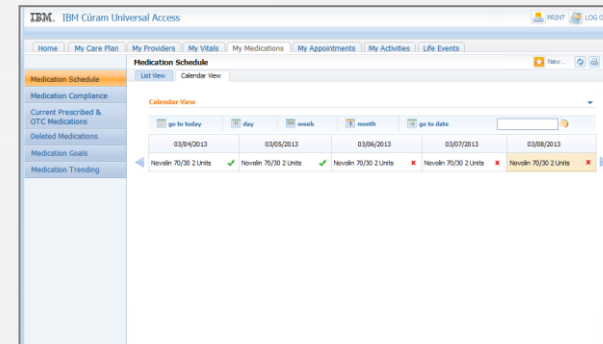 IBM. IBM Cúram Universal Access
PRINT LOG O
Home My Care Plan My Providers My Vitals My Medications My Appointments My Activities Life Events
Medication Schedule New...
List View Calendar View
Medication Schedule
Medication Compliance
Current Prescribed &
OTC Medications
Deleted Medications
Medication Goals
Medication Trending
Calendar View
go to today day week month go to date
03/04/2013 03/05/2013 03/06/2013 03/07/2013 03/08/2013
Novolin 70/30 2 Units Novolin 70/30 2 Units Novolin 70/30 2 Units Novolin 70/30 2 Units Novolin 70/30 2 Units